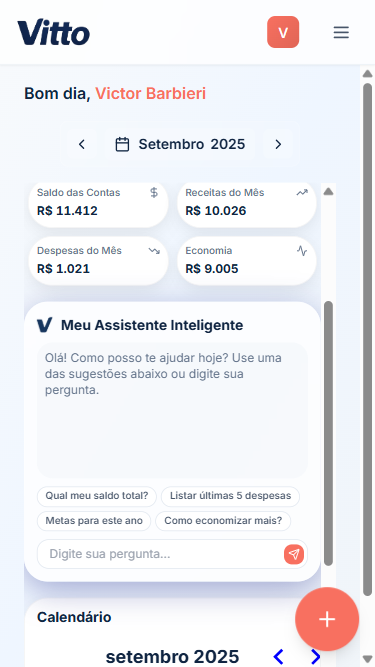 Vitto
V
Bom dia, Victor Barbieri
Setembro 2025
Saldo das Contas
R$ 11.412
Receitas do Mês
R$ 10.026
Despesas do Mês
R$ 1.021
Economia
R$ 9.005
V Meu Assistente Inteligente
Olá! Como posso te ajudar hoje? Use uma
das sugestões abaixo ou digite sua
pergunta.
Qual meu saldo total?
Listar últimas 5 despesas
Metas para este ano
Como economizar mais?
Digite sua pergunta...
Calendário
setembro 2025